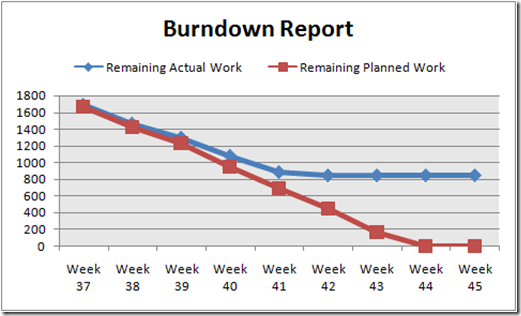 Burndown Report
Remaining Actual Work Remaining Planned Work
1800
1600
1400
1200
1000
800
600
400
200
0
Week Week Week Week Week Week Week Week Week
37 38 39 40 41 42 43 44 45